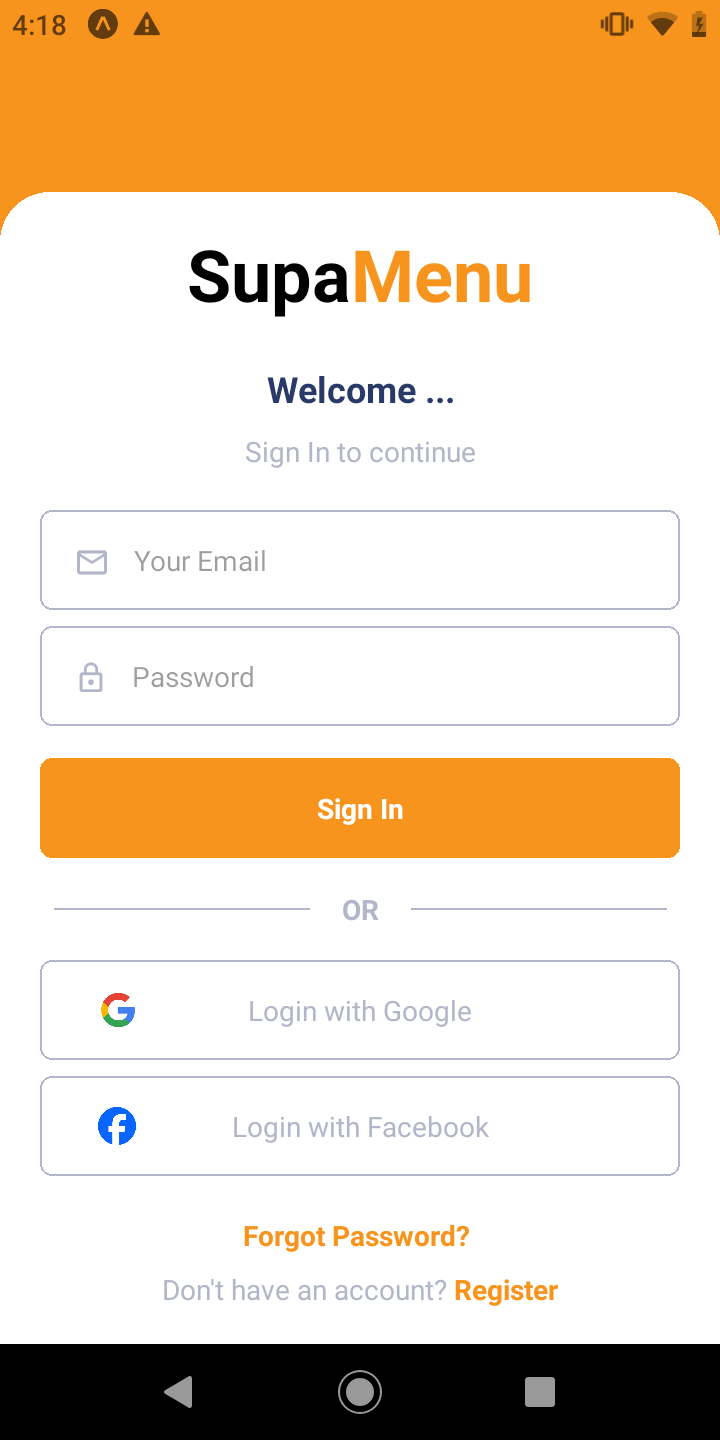 4:18
SupaMenu
Welcome ...
Sign In to continue
Your Email
Password
Sign In
OR
Login with Google
Login with Facebook
Forgot Password?
Don't have an account? Register